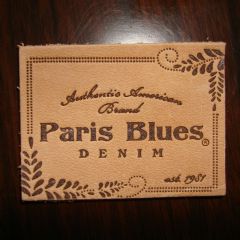 Authentic American
Brand
Paris Blues®
DENIM
est. 1981